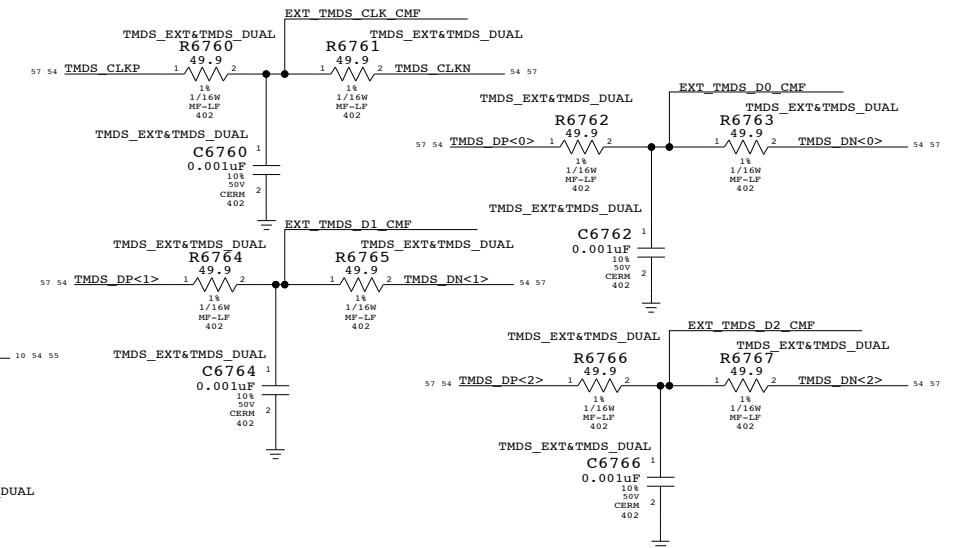 EXT_TMDS_CLK_CMF
TMDS_EXT&TMDS_DUAL TMDS_EXT&TMDS_DUAL
R6760 R6761
49.9 49.9
57 54 TMDS_CLKP 1 2 1 2 TMDS_CLKN 54 57
1% 1%
1/16W 1/16W
MF-LF MF-LF
402 402
TMDS_EXT&TMDS_DUAL
C6760 1
0.001uF
10%
50V
CERM 2
402
EXT_TMDS_D0_CMF
TMDS_EXT&TMDS_DUAL TMDS_EXT&TMDS_DUAL
R6762 R6763
49.9 49.9
57 54 TMDS_DP<0> 1 2 1 2 TMDS_DN<0> 54 57
1% 1%
1/16W 1/16W
MF-LF MF-LF
402 402
TMDS_EXT&TMDS_DUAL
C6762 1
0.001uF
10%
50V
CERM 2
402
EXT_TMDS_D1_CMF
TMDS_EXT&TMDS_DUAL TMDS_EXT&TMDS_DUAL
R6764 R6765
49.9 49.9
57 54 TMDS_DP<1> 1 2 1 2 TMDS_DN<1> 54 57
1% 1%
1/16W 1/16W
MF-LF MF-LF
402 402
10 54 55
TMDS_EXT&TMDS_DUAL
C6764 1
0.001uF
10%
50V
CERM 2
402
EXT_TMDS_D2_CMF
TMDS_EXT&TMDS_DUAL TMDS_EXT&TMDS_DUAL
R6766 R6767
49.9 49.9
57 54 TMDS_DP<2> 1 2 1 2 TMDS_DN<2> 54 57
1% 1%
1/16W 1/16W
MF-LF MF-LF
402 402
TMDS_EXT&TMDS_DUAL
C6766 1
0.001uF
10%
50V
CERM 2
402
_DUAL